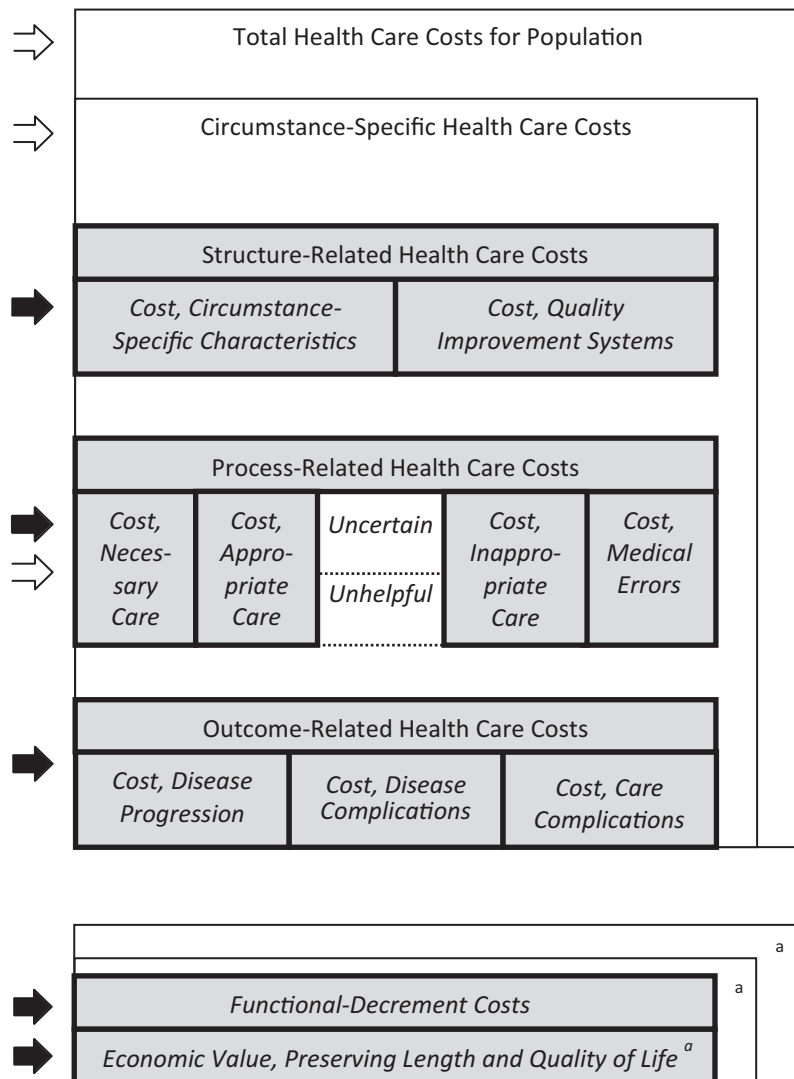 Total Health Care Costs for Population
Circumstance-Specific Health Care Costs
Structure-Related Health Care Costs
Cost, Circumstance-
Specific Characteristics
Cost, Quality
Improvement Systems
Process-Related Health Care Costs
Cost,
Neces-
sary
Care
Cost,
Appro-
priate
Care
Uncertain
Unhelpful
Cost,
Inappro-
priate
Care
Cost,
Medical
Errors
Outcome-Related Health Care Costs
Cost, Disease
Progression
Cost, Disease
Complications
Cost, Care
Complications
a
a
Functional-Decrement Costs
Economic Value, Preserving Length and Quality of Life a